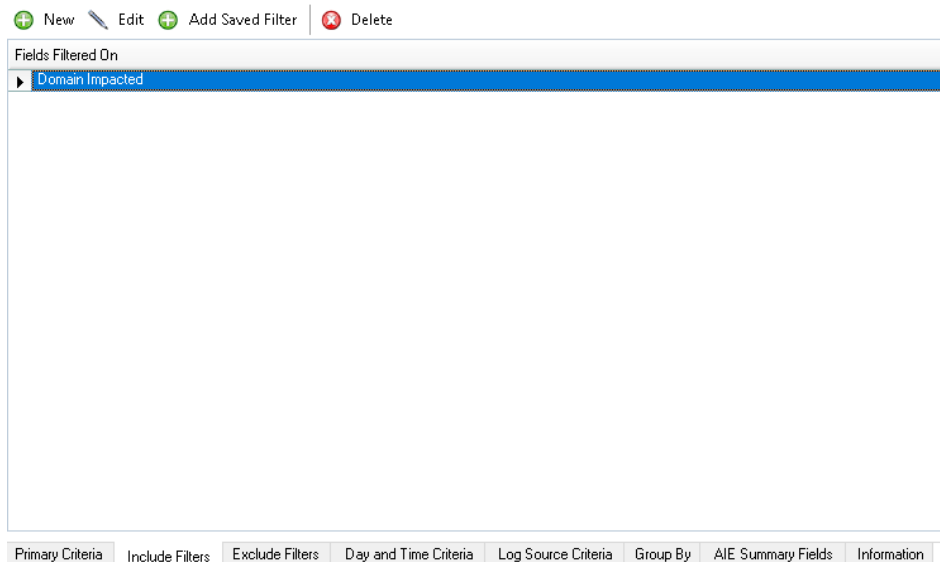 New Edit Add Saved Filter Delete
Fields Filtered On
Domain Impacted
Primary Criteria Include Filters Exclude Filters Day and Time Criteria Log Source Criteria Group By AIE Summary Fields Information